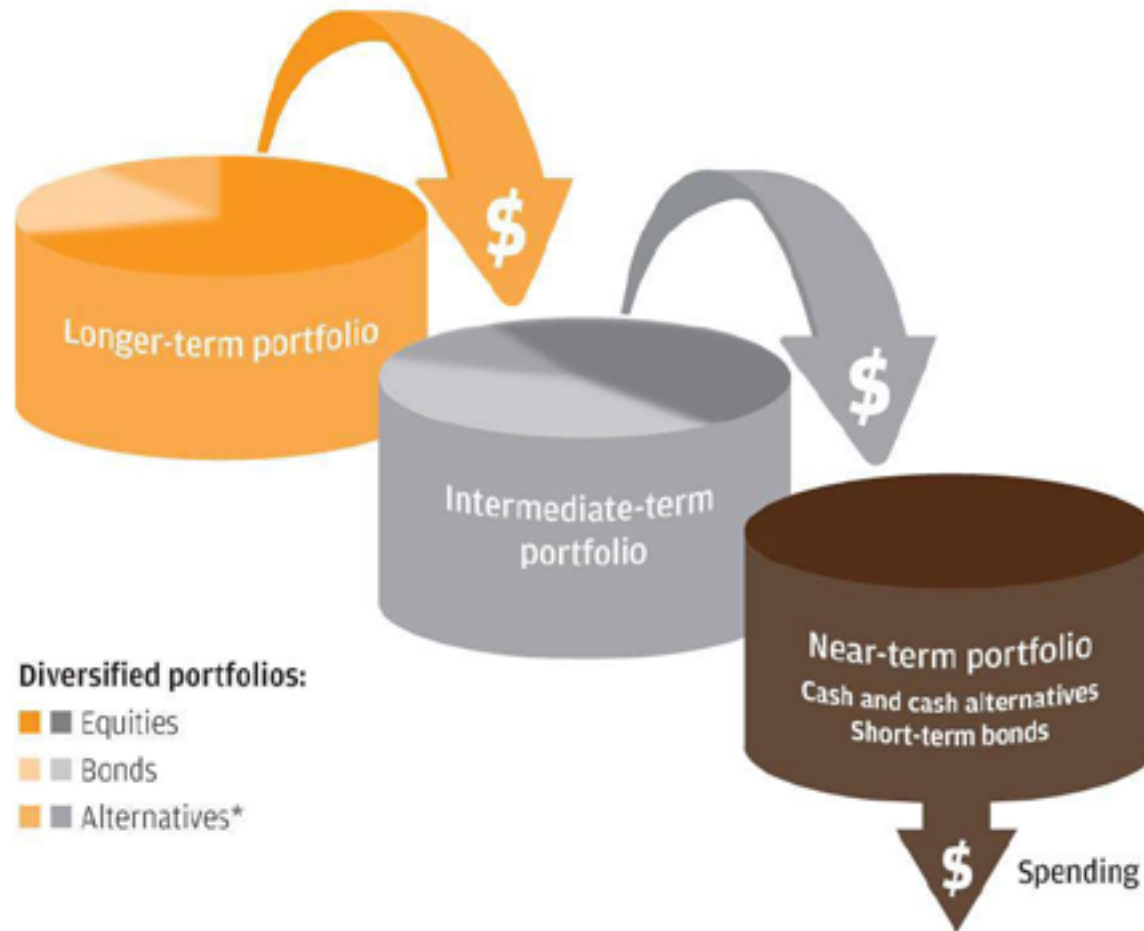 $
$
Longer-term portfolio
Intermediate-term
portfolio
Near-term portfolio
Cash and cash alternatives
Short-term bonds
Diversified portfolios:
Equities
Bonds
Alternatives*
$
Spending